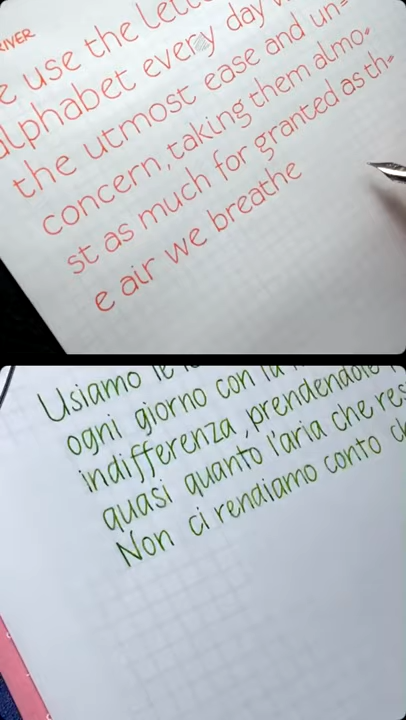 RIVER
e use the lett
alphabet every day
the utmost ease and un=
concern, taking them almo=
st as much for granted as th=
e air we breathe
Usiamo le
ogni giorno con la
indifferenza, prendendole
quasi quanto l'aria che res
Non ci rendiamo conto